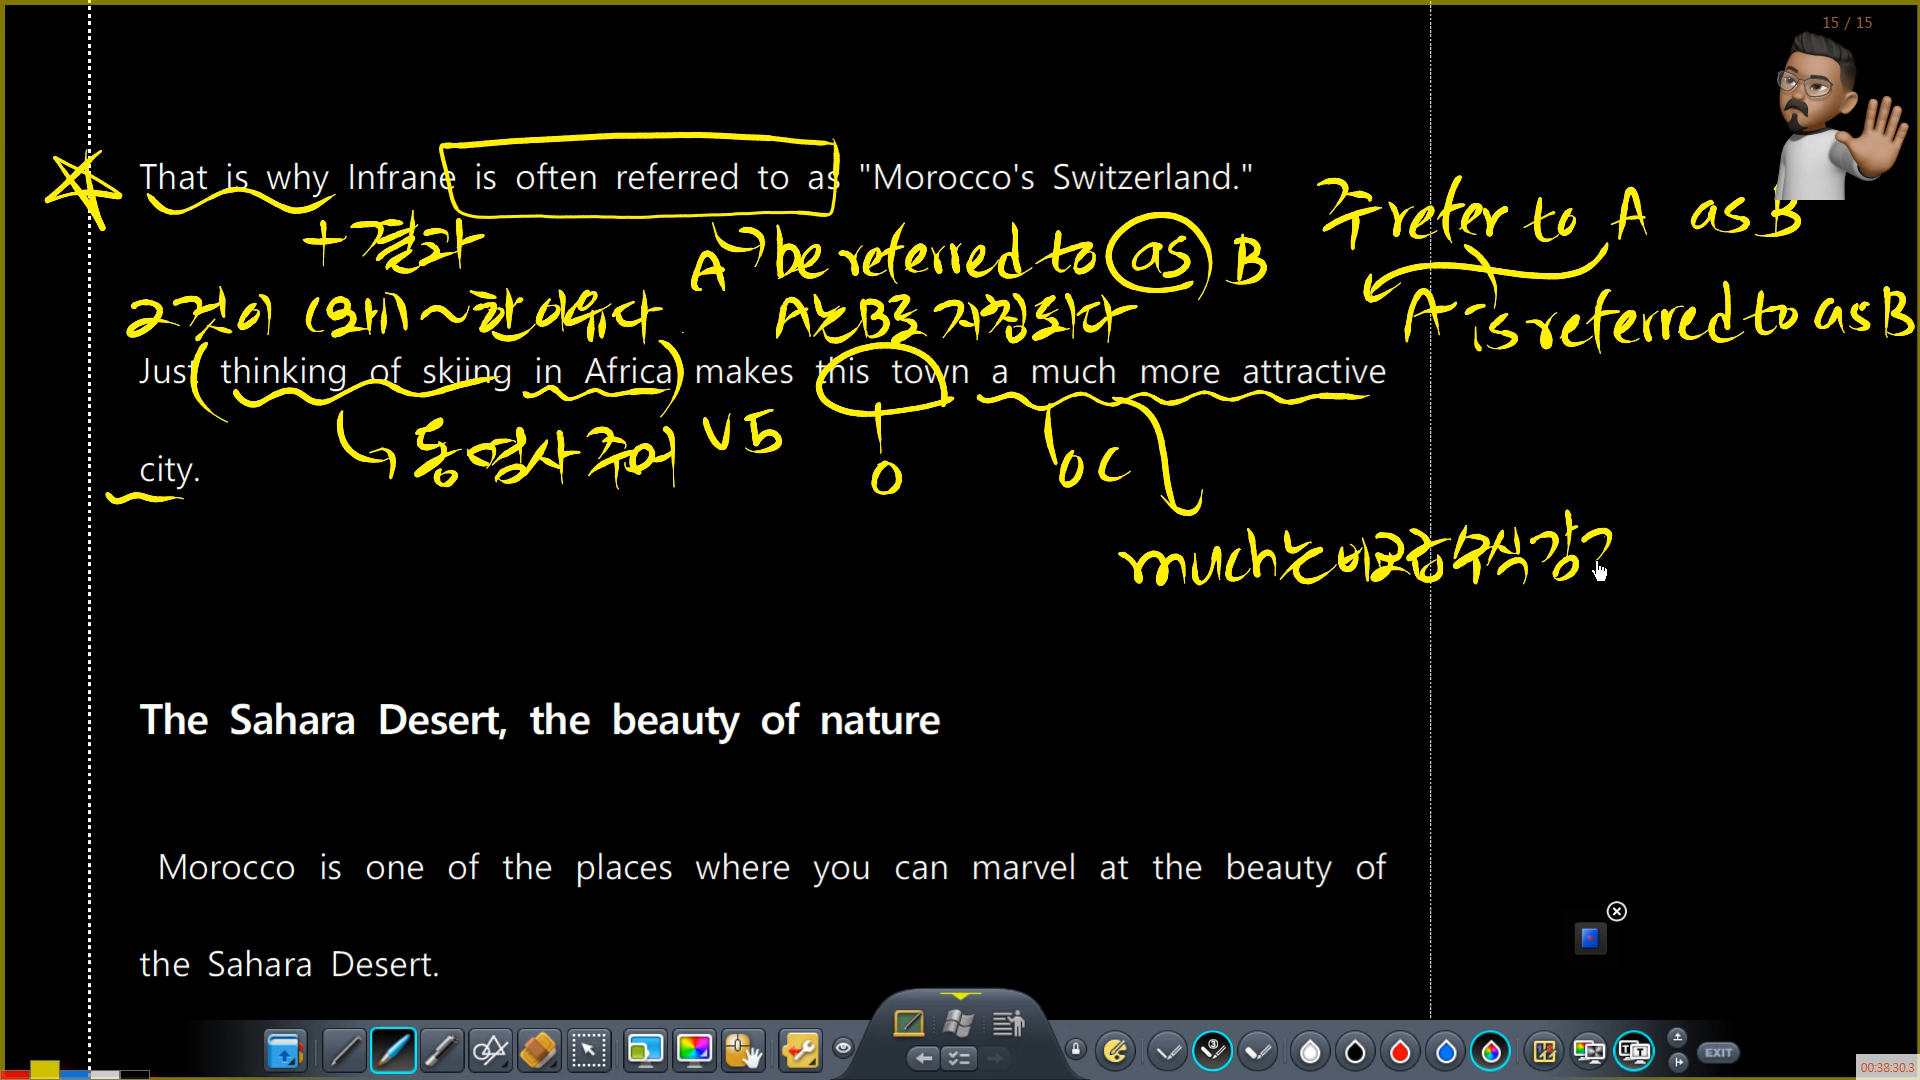 15 / 15
That is why Infrane is often referred to as "Morocco's Switzerland."
주 refer to A as B
+ 결과
A be referred to as B
그것이 (왜) ~한 이유다
A는 B로 지칭되다
A is referred to as B
Just thinking of skiing in Africa makes this town a much more attractive
동명사 주어 V5
O
OC
city.
much는 비교급 수식 강
The Sahara Desert, the beauty of nature
Morocco is one of the places where you can marvel at the beauty of
the Sahara Desert.
EXIT
00:38:30.3